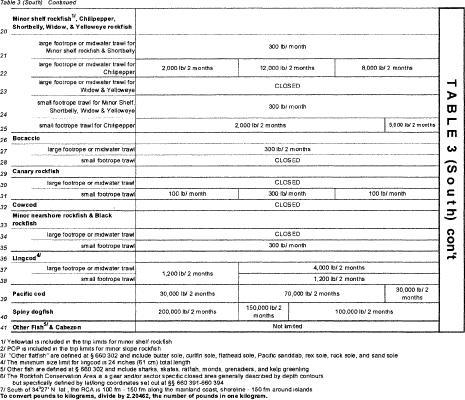 Table 3 (South) Continued
Minor shelf rockfish1/, Chilipepper,
Shortbelly, Widow, & Yelloweye rockfish
20
large footrope or midwater trawl for
Minor shelf rockfish & Shortbelly
300 lb/ month
21
large footrope or midwater trawl for
Chilipepper
2,000 lb/ 2 months
12,000 lb/ 2 months
8,000 lb/ 2 months
22
large footrope or midwater trawl for
Widow & Yelloweye
CLOSED
23
small footrope trawl for Minor Shelf,
Shortbelly, Widow & Yelloweye
300 lb/ month
24
small footrope trawl for Chilipepper
2,000 lb/ 2 months
5,000 lb/ 2 months
25
26 Bocaccio
27 large footrope or midwater trawl
300 lb/ 2 months
28 small footrope trawl
CLOSED
29 Canary rockfish
30 large footrope or midwater trawl
CLOSED
31 small footrope trawl
100 lb/ month
300 lb/ month
100 lb/ month
32 Cowcod
CLOSED
Minor nearshore rockfish & Black
rockfish
33
34 large footrope or midwater trawl
CLOSED
35 small footrope trawl
300 lb/ month
36 Lingcod4/
37 large footrope or midwater trawl
1,200 lb/ 2 months
4,000 lb/ 2 months
38 small footrope trawl
1,200 lb/ 2 months
39 Pacific cod
30,000 lb/ 2 months
70,000 lb/ 2 months
30,000 lb/ 2
months
40 Spiny dogfish
200,000 lb/ 2 months
150,000 lb/ 2
months
100,000 lb/ 2 months
41 Other Fish5/ & Cabezon
Not limited
TABLE 3 (South) con't
1/ Yellowtail is included in the trip limits for minor shelf rockfish
2/ POP is included in the trip limits for minor slope rockfish
3/ "Other flatfish" are defined at § 660 302 and include butter sole, curlfin sole, flathead sole, Pacific sanddab, rex sole, rock sole, and sand sole
4/ The minimum size limit for lingcod is 24 inches (61 cm) total length
5/ Other fish are defined at § 660 302 and include sharks, skates, ratfish, morids, grenadiers, and kelp greenling
6/ The Rockfish Conservation Area is a gear and/or sector specific closed area generally described by depth contours
but specifically defined by lat/long coordinates set out at §§ 660 391-660 394
7/ South of 34°27' N lat , the RCA is 100 fm - 150 fm along the mainland coast, shoreline - 150 fm around islands
To convert pounds to kilograms, divide by 2.20462, the number of pounds in one kilogram.